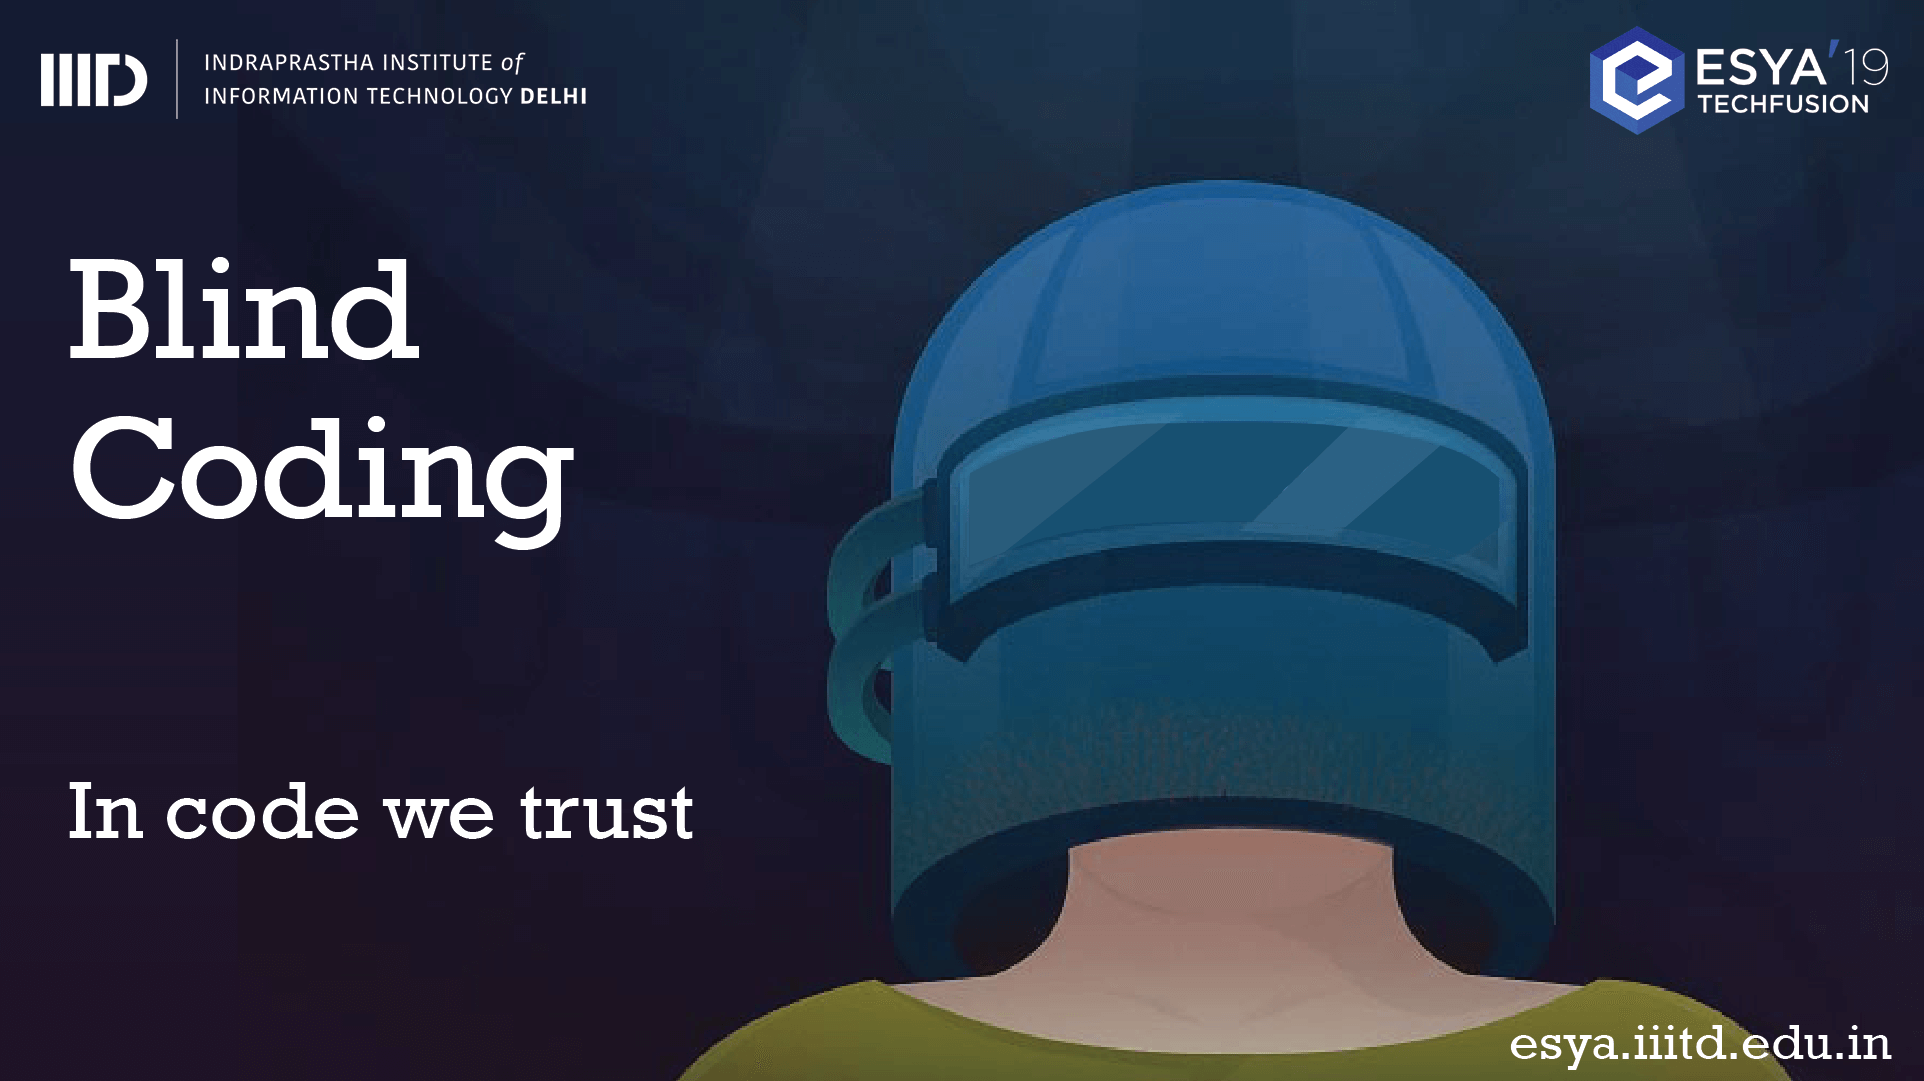 IIITD
INDRAPRASTHA INSTITUTE of
INFORMATION TECHNOLOGY DELHI
ESYA'19
TECHFUSION
Blind
Coding
In code we trust
esya.iiitd.edu.in